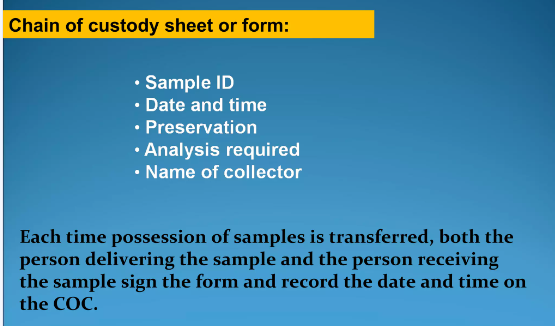 Chain of custody sheet or form:
• Sample ID
• Date and time
• Preservation
• Analysis required
• Name of collector
Each time possession of samples is transferred, both the
person delivering the sample and the person receiving
the sample sign the form and record the date and time on
the COC.